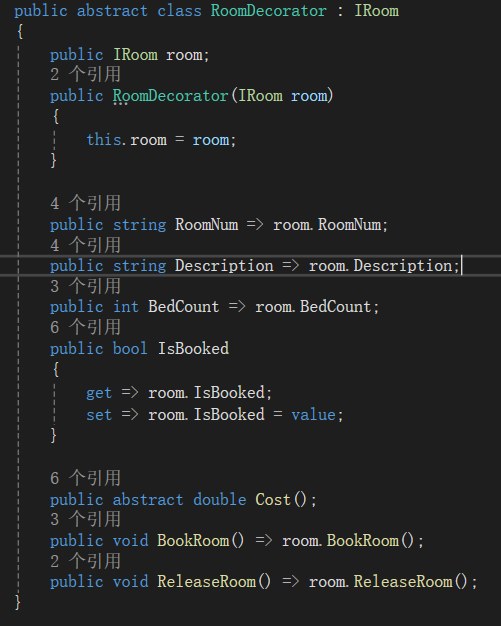 public abstract class RoomDecorator : IRoom
{
public IRoom room;
2 个引用
public RoomDecorator(IRoom room)
{
this.room = room;
}
4 个引用
public string RoomNum => room.RoomNum;
4 个引用
public string Description => room.Description;
3 个引用
public int BedCount => room.BedCount;
6 个引用
public bool IsBooked
{
get => room.IsBooked;
set => room.IsBooked = value;
}
6 个引用
public abstract double Cost();
3 个引用
public void BookRoom() => room.BookRoom();
2 个引用
public void ReleaseRoom() => room.ReleaseRoom();
}